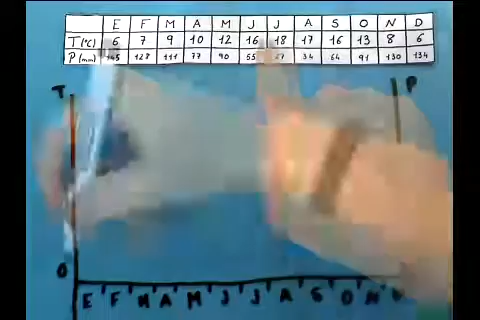 E F M A M J J A S O N D
T(°C) 6 7 9 10 12 16 18 17 16 13 8 6
P(mm) 145 128 111 77 90 55 34 64 91 130 134
T P
0
E F M A M J J A S O N